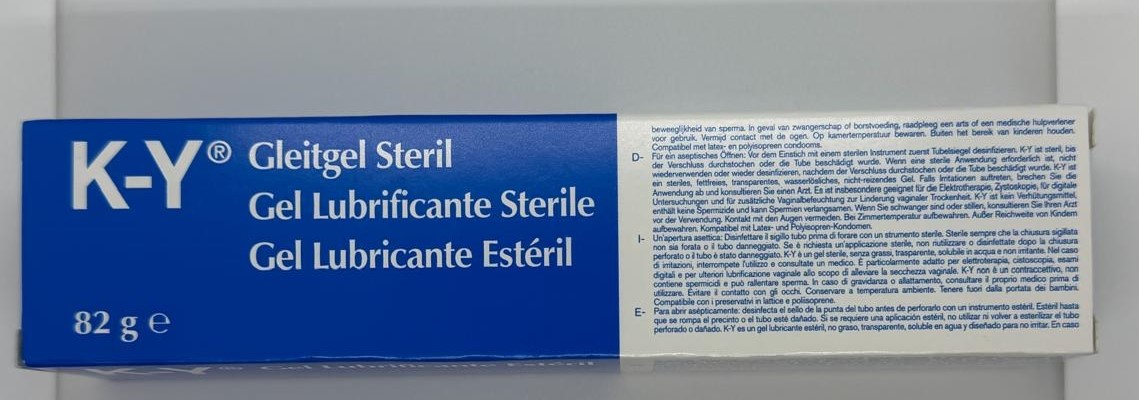 K-Y® Gleitgel Steril
Gel Lubrificante Sterile
Gel Lubricante Estéril
82 g e
beweeglijkheid van sperma. In geval van zwangerschap of borstvoeding, raadpleeg een arts of een medische hulpverlener
voor gebruik. Vermijd contact met de ogen. Op kamertemperatuur bewaren. Buiten het bereik van kinderen houden.
Compatibel met latex- en polyisopreen condooms.
D- Für ein aseptisches Öffnen: Vor dem Einstich mit einem sterilen Instrument zuerst Tubelsiegel desinfizieren. K-Y ist steril, bis
der Verschluss durchstochen oder die Tube beschädigt wurde. Wenn eine sterile Anwendung erforderlich ist, nicht
wiederverwenden oder wieder desinfizieren, nachdem der Verschluss durchstochen oder die Tube beschädigt wurde. K-Y ist
ein steriles, fettfreies, transparentes, wasserlösliches, nicht-reizendes Gel. Falls Irritationen auftreten, brechen Sie die
Anwendung ab und konsultieren Sie einen Arzt. Es ist insbesondere geeignet für die Elektrotherapie, Zystoskopie, für digitale
Untersuchungen und für zusätzliche Vaginalbefeuchtung zur Linderung vaginaler Trockenheit. K-Y ist kein Verhütungsmittel,
enthält keine Spermizide und kann Spermien verlangsamen. Wenn Sie schwanger sind oder stillen, konsultieren Sie Ihren Arzt
vor der Verwendung. Kontakt mit den Augen vermeiden. Bei Zimmertemperatur aufbewahren. Außer Reichweite von Kindern
aufbewahren. Kompatibel mit Latex- und Polyisopren-Kondomen.
I- Un'apertura asettica: Disinfettare il sigillo tubo prima di forare con un strumento sterile. Sterile sempre che la chiusura sigillata
non sia forata o il tubo danneggiato. Se è richiesta un'applicazione sterile, non riutilizzare o disinfettate dopo la chiusura
perforato o il tubo è stato danneggiato. K-Y è un gel sterile, senza grassi, trasparente, solubile in acqua e non irritante. Nel caso
di irritazioni, interrompete l'utilizzo e consultate un medico. È particolarmente adatto per elettroterapia, cistoscopia, esami
digitali e per ulteriori lubrificazione vaginale allo scopo di alleviare la secchezza vaginale. K-Y non è un contraccettivo, non
contiene spermicidi e può rallentare sperma. In caso di gravidanza o allattamento, consultare il proprio medico prima di
utilizzare. Evitare il contatto con gli occhi. Conservare a temperatura ambiente. Tenere fuori dalla portata dei bambini.
Compatibile con i preservativi in lattice e poliisoprene.
E- Para abrir asépticamente: desinfecta el sello de la punta del tubo antes de perforarlo con un instrumento estéril. Estéril hasta
que se rompa el precinto o el tubo esté dañado. Si se requiere una aplicación estéril, no utilizar ni volver a esterilizar el tubo
perforado o dañado. K-Y es un gel lubricante estéril, no graso, transparente, soluble en agua y diseñado para no irritar. En caso